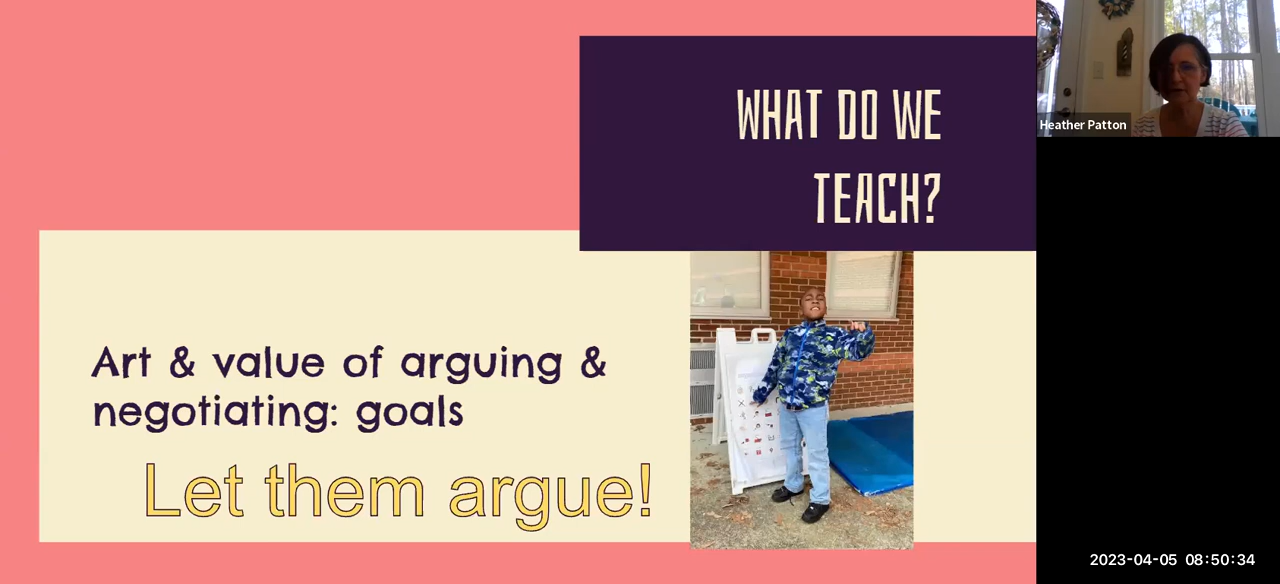 WHAT DO WE
TEACH?
Heather Patton
Art & value of arguing &
negotiating: goals
Let them argue!
2023-04-05 08:50:34